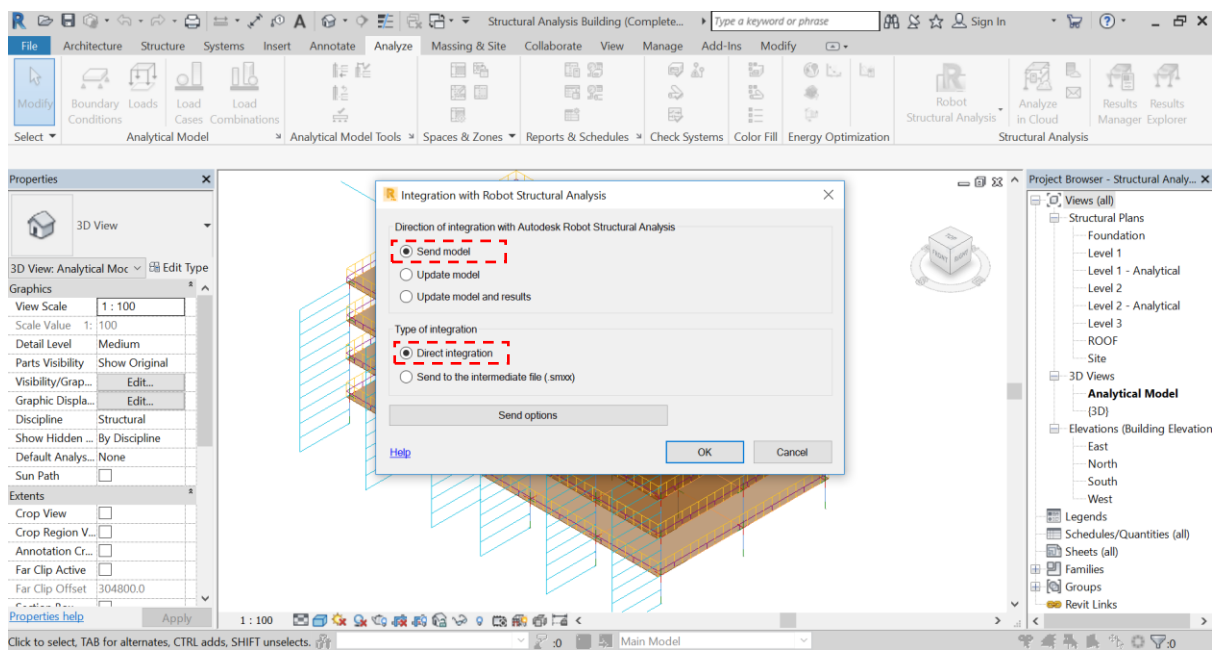 Structural Analysis Building (Complete... Type a keyword or phrase Sign In
File Architecture Structure Systems Insert Annotate Analyze Massing & Site Collaborate View Manage Add-Ins Modify
Modify Boundary Conditions Loads Load Cases Load Combinations Robot Structural Analysis Analyze in Cloud Results Manager Results Explorer
Select Analytical Model Analytical Model Tools Spaces & Zones Reports & Schedules Check Systems Color Fill Energy Optimization Structural Analysis
Properties
3D View
3D View: Analytical Moc Edit Type
Graphics
View Scale 1 : 100
Scale Value 1: 100
Detail Level Medium
Parts Visibility Show Original
Visibility/Grap... Edit...
Graphic Displa... Edit...
Discipline Structural
Show Hidden ... By Discipline
Default Analys... None
Sun Path
Extents
Crop View
Crop Region V...
Annotation Cr...
Far Clip Active
Far Clip Offset 304800.0
Properties help Apply
Integration with Robot Structural Analysis
Direction of integration with Autodesk Robot Structural Analysis
Send model
Update model
Update model and results
Type of integration
Direct integration
Send to the intermediate file (.smxx)
Send options
Help OK Cancel
TOP
FRONT RIGHT
Project Browser - Structural Analy...
Views (all)
Structural Plans
Foundation
Level 1
Level 1 - Analytical
Level 2
Level 2 - Analytical
Level 3
ROOF
Site
3D Views
Analytical Model
{3D}
Elevations (Building Elevation
East
North
South
West
Legends
Schedules/Quantities (all)
Sheets (all)
Families
Groups
Revit Links
1 : 100
Click to select, TAB for alternates, CTRL adds, SHIFT unselects. :0 Main Model :0